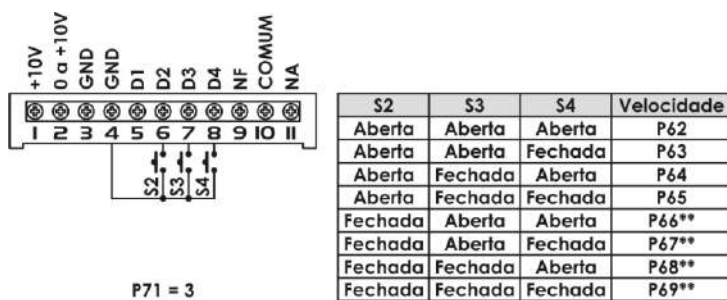 +10V
0 a +10V
GND
GND
D1
D2
D3
D4
NF
COMUM
NA
1 2 3 4 5 6 7 8 9 10 11
S2
S3
S4
P71 = 3
S2 S3 S4 Velocidade
Aberta Aberta Aberta P62
Aberta Aberta Fechada P63
Aberta Fechada Aberta P64
Aberta Fechada Fechada P65
Fechada Aberta Aberta P66**
Fechada Aberta Fechada P67**
Fechada Fechada Aberta P68**
Fechada Fechada Fechada P69**